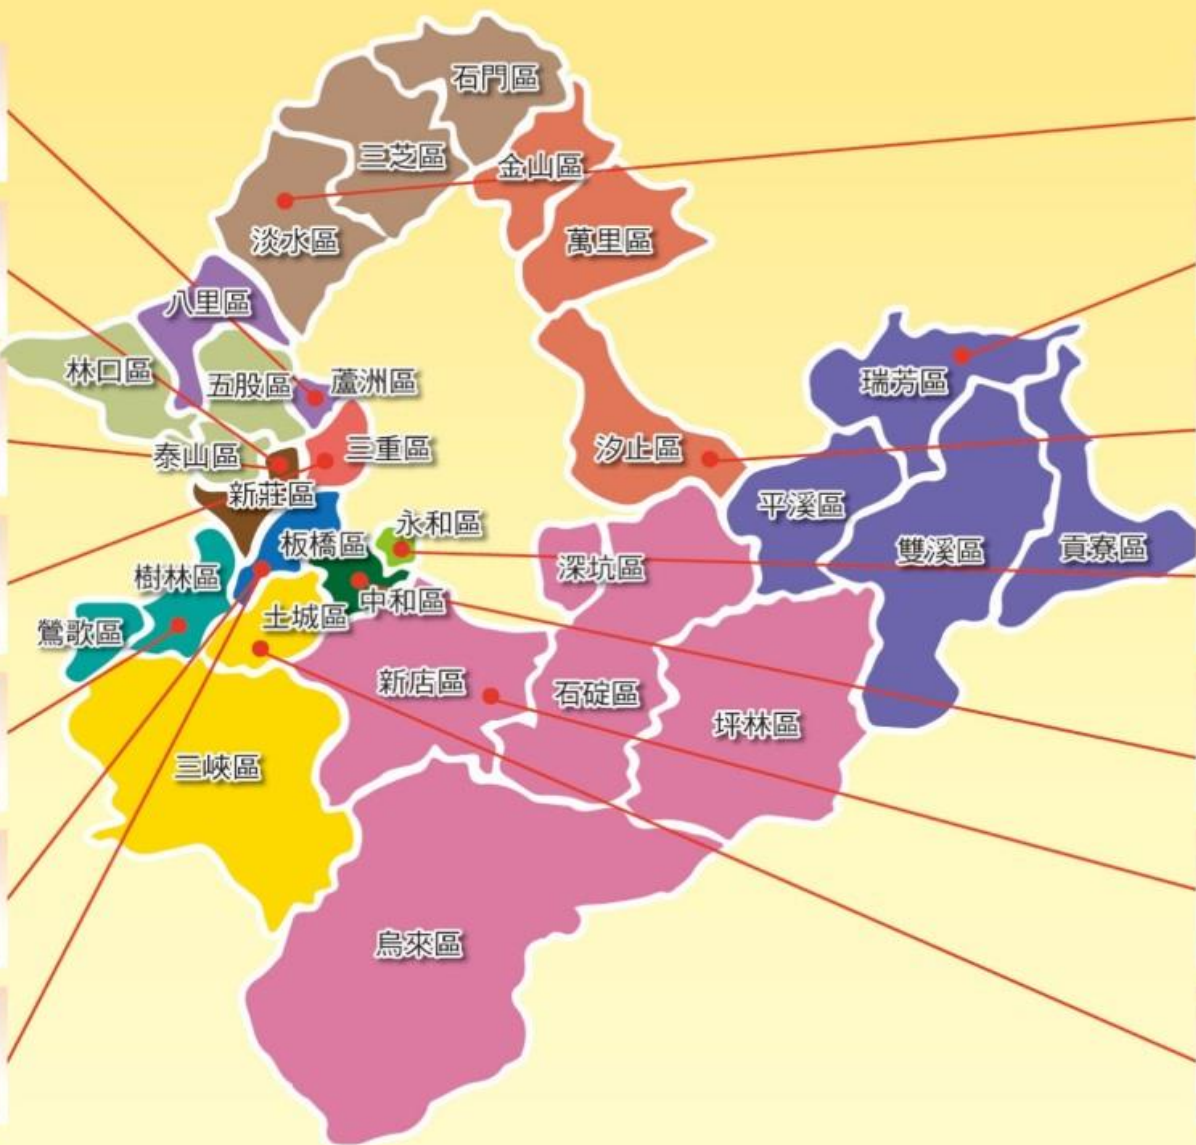 石門區
三芝區
金山區
淡水區
萬里區
八里區
林口區
五股區
蘆洲區
瑞芳區
泰山區
三重區
汐止區
新莊區
平溪區
永和區
板橋區
雙溪區
貢寮區
樹林區
深坑區
中和區
土城區
鶯歌區
新店區
石碇區
坪林區
三峽區
烏來區